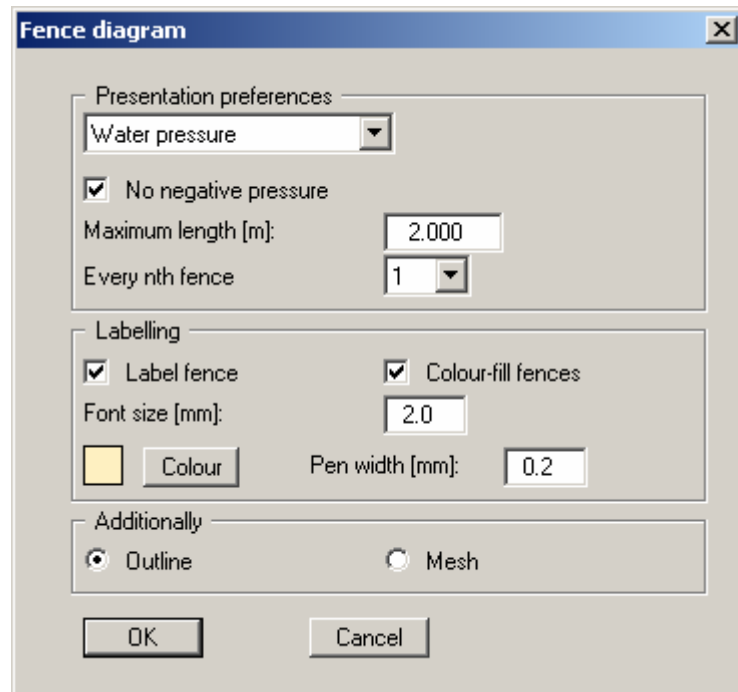 Fence diagram
Presentation preferences
Water pressure
No negative pressure
Maximum length [m]: 2.000
Every nth fence 1
Labelling
Label fence Colour-fill fences
Font size [mm]: 2.0
Colour Pen width [mm]: 0.2
Additionally
Outline Mesh
OK Cancel